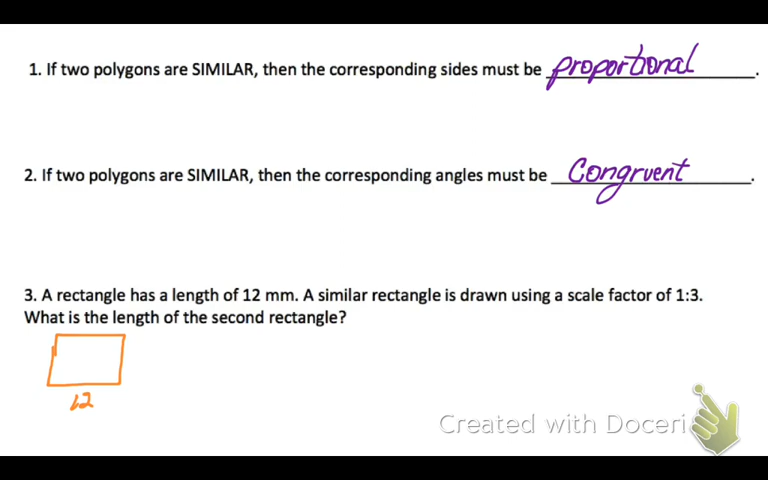 1. If two polygons are SIMILAR, then the corresponding sides must be proportional.
2. If two polygons are SIMILAR, then the corresponding angles must be Congruent.
3. A rectangle has a length of 12 mm. A similar rectangle is drawn using a scale factor of 1:3.
What is the length of the second rectangle?
12
Created with Doceri